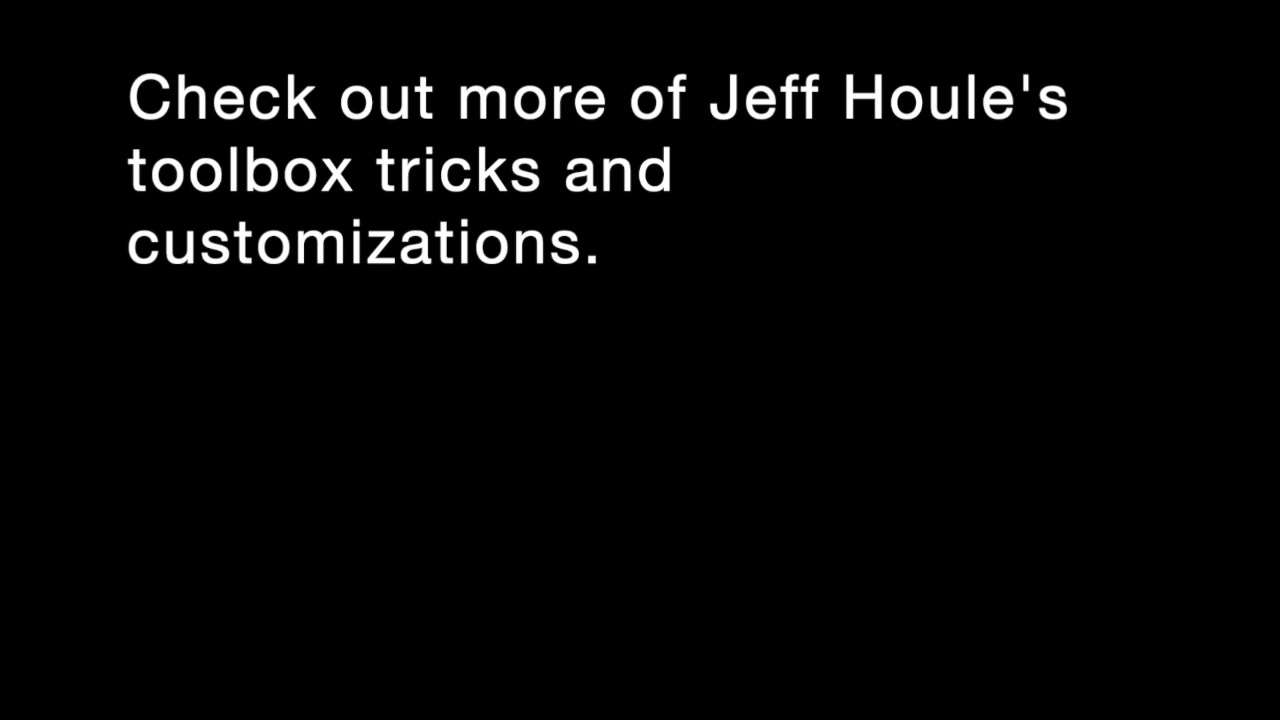 Check out more of Jeff Houle's
toolbox tricks and
customizations.